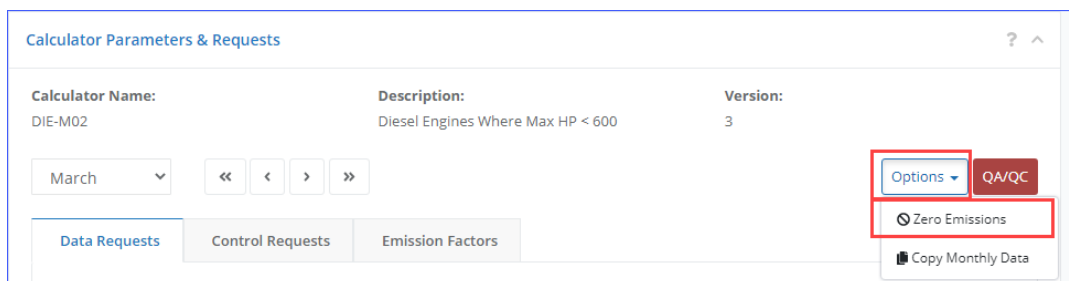 Calculator Parameters & Requests ?
Calculator Name: Description: Version:
DIE-M02 Diesel Engines Where Max HP < 600 3
March « ‹ › » Options QA/QC
Zero Emissions
Data Requests Control Requests Emission Factors
Copy Monthly Data